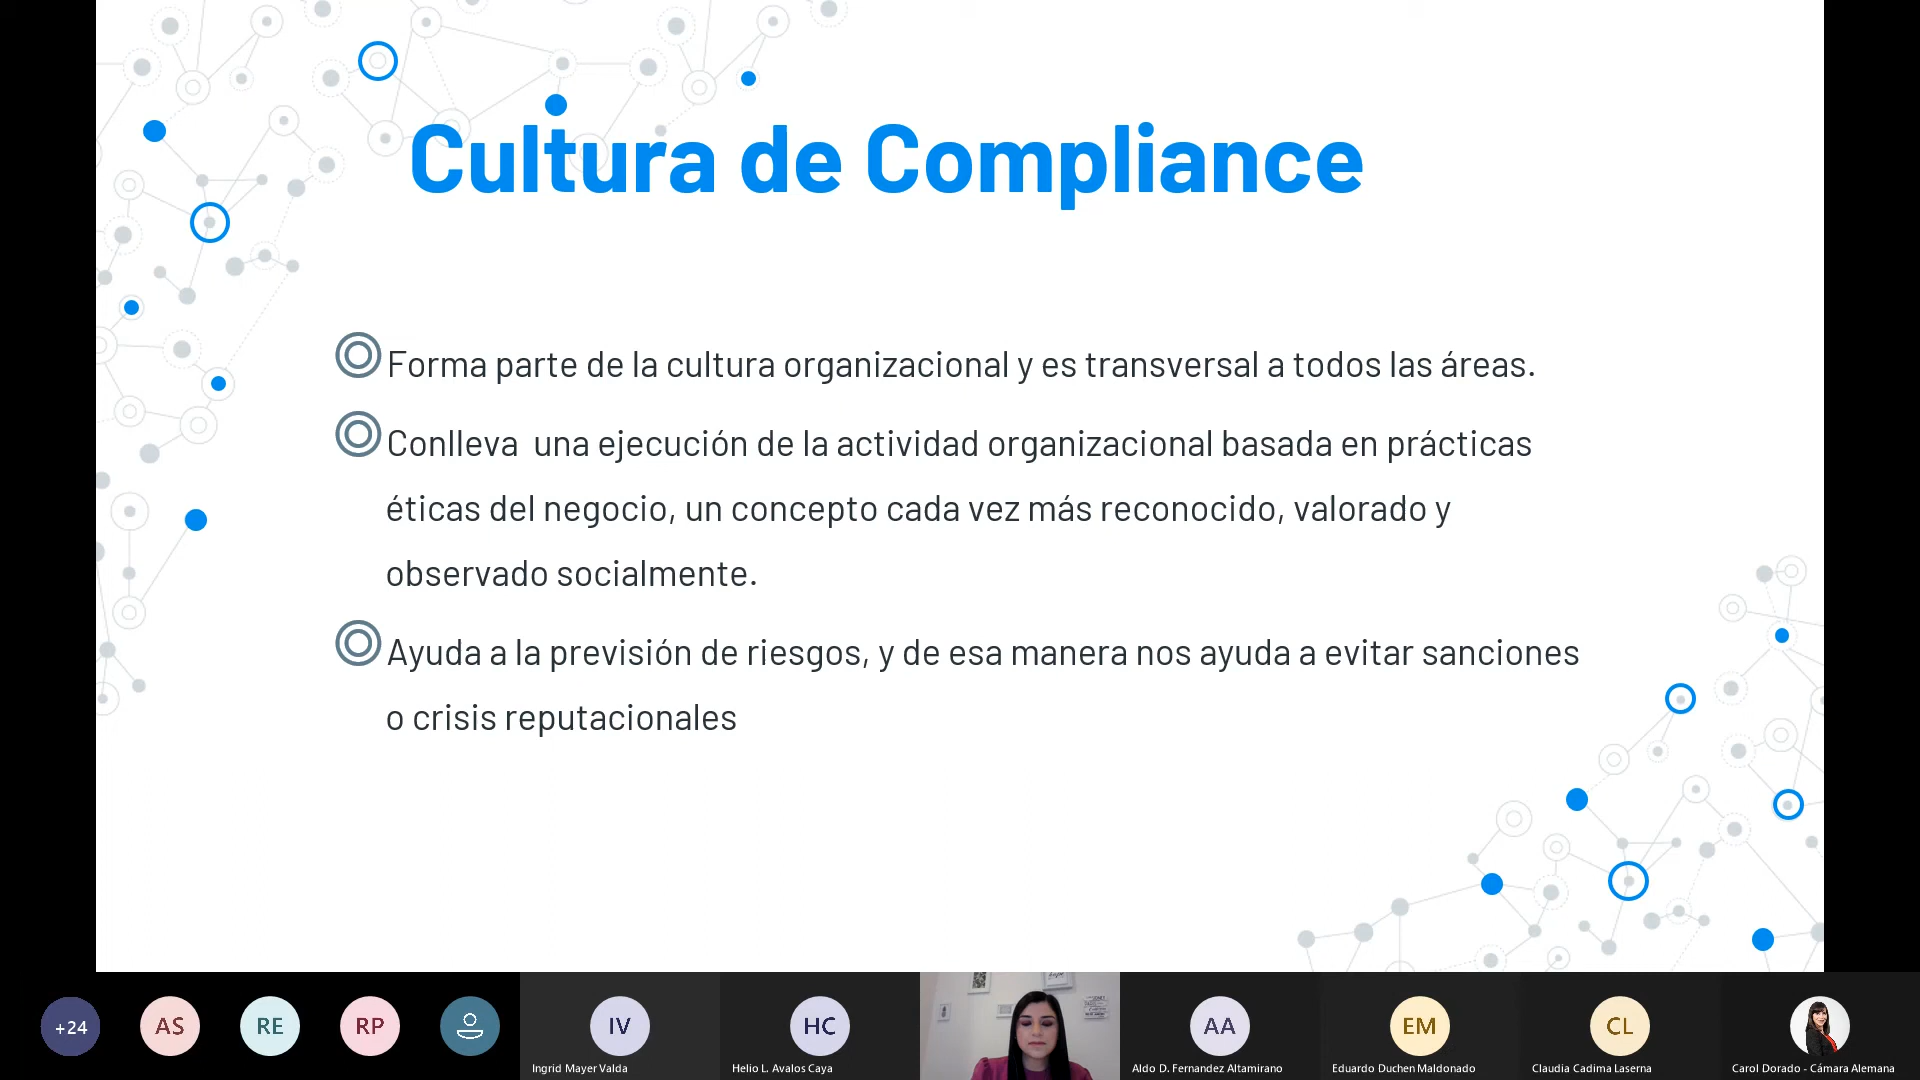 Cultura de Compliance
Forma parte de la cultura organizacional y es transversal a todos las áreas.
Conlleva una ejecución de la actividad organizacional basada en prácticas
éticas del negocio, un concepto cada vez más reconocido, valorado y
observado socialmente.
Ayuda a la previsión de riesgos, y de esa manera nos ayuda a evitar sanciones
o crisis reputacionales
+24
AS
RE
RP
IV
HC
AA
EM
CL
Ingrid Mayer Valda
Helio L. Avalos Caya
Aldo D. Fernandez Altamirano
Eduardo Duchen Maldonado
Claudia Cadima Laserna
Carol Dorado - Cámara Alemana